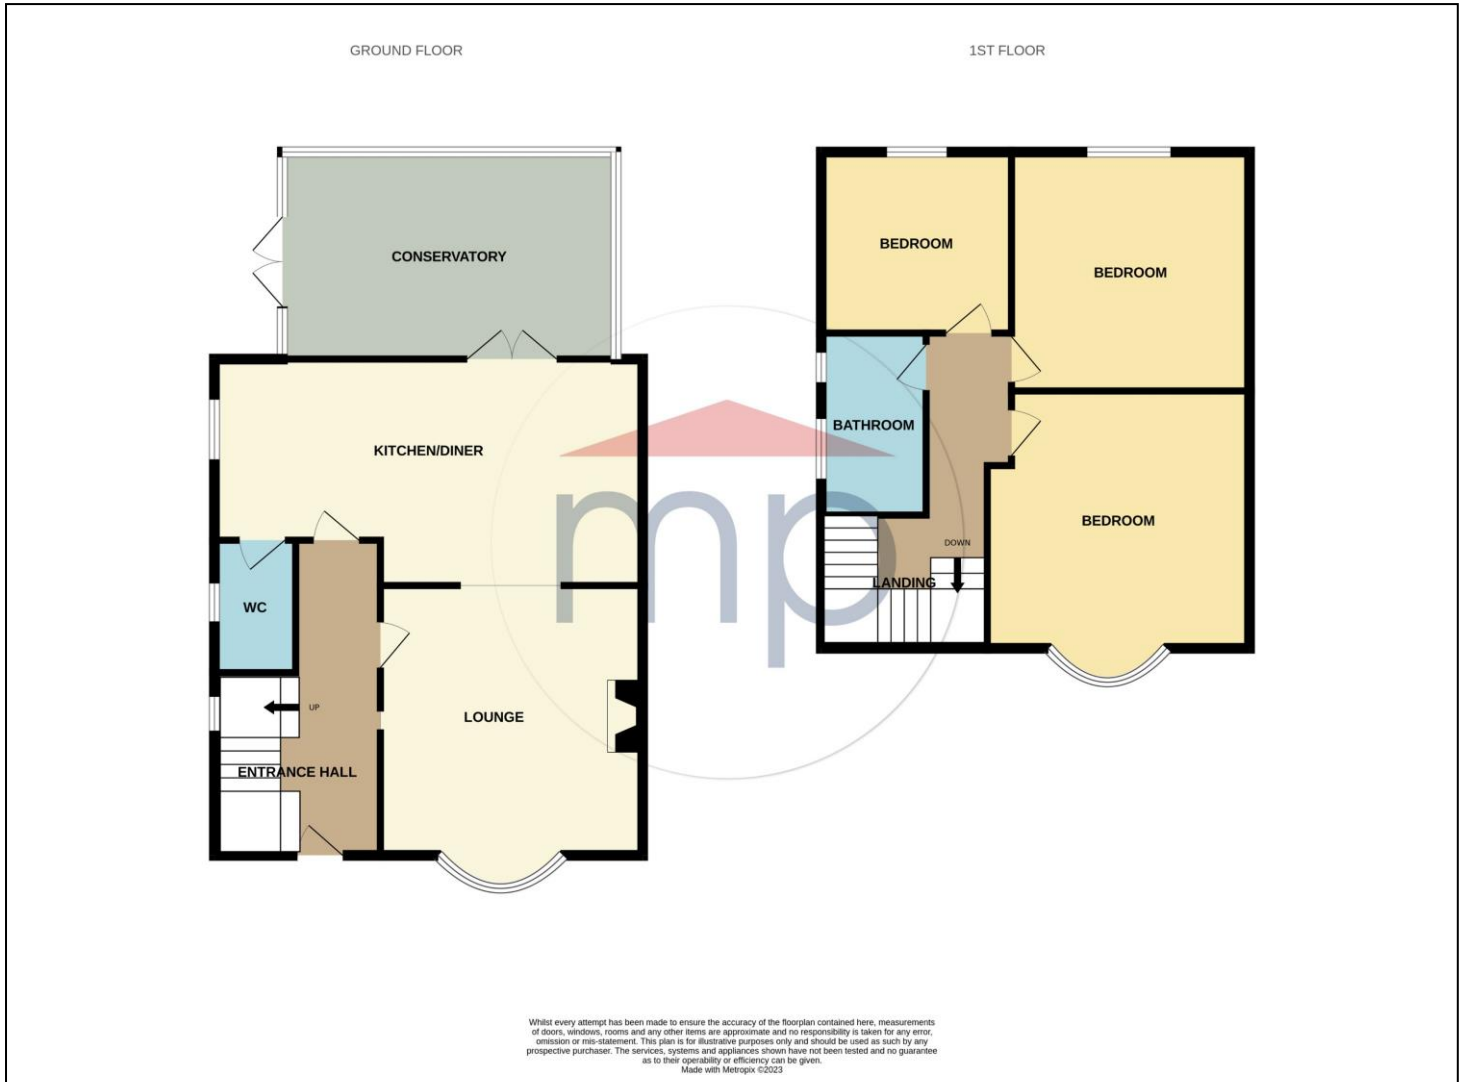 GROUND FLOOR
1ST FLOOR
CONSERVATORY
KITCHEN/DINER
WC
UP
ENTRANCE HALL
LOUNGE
BEDROOM
BEDROOM
BATHROOM
BEDROOM
DOWN
LANDING
mp
Whilst every attempt has been made to ensure the accuracy of the floorplan contained here, measurements
of doors, windows, rooms and any other items are approximate and no responsibility is taken for any error,
omission or mis-statement. This plan is for illustrative purposes only and should be used as such by any
prospective purchaser. The services, systems and appliances shown have not been tested and no guarantee
as to their operability or efficiency can be given.
Made with Metropix ©2023